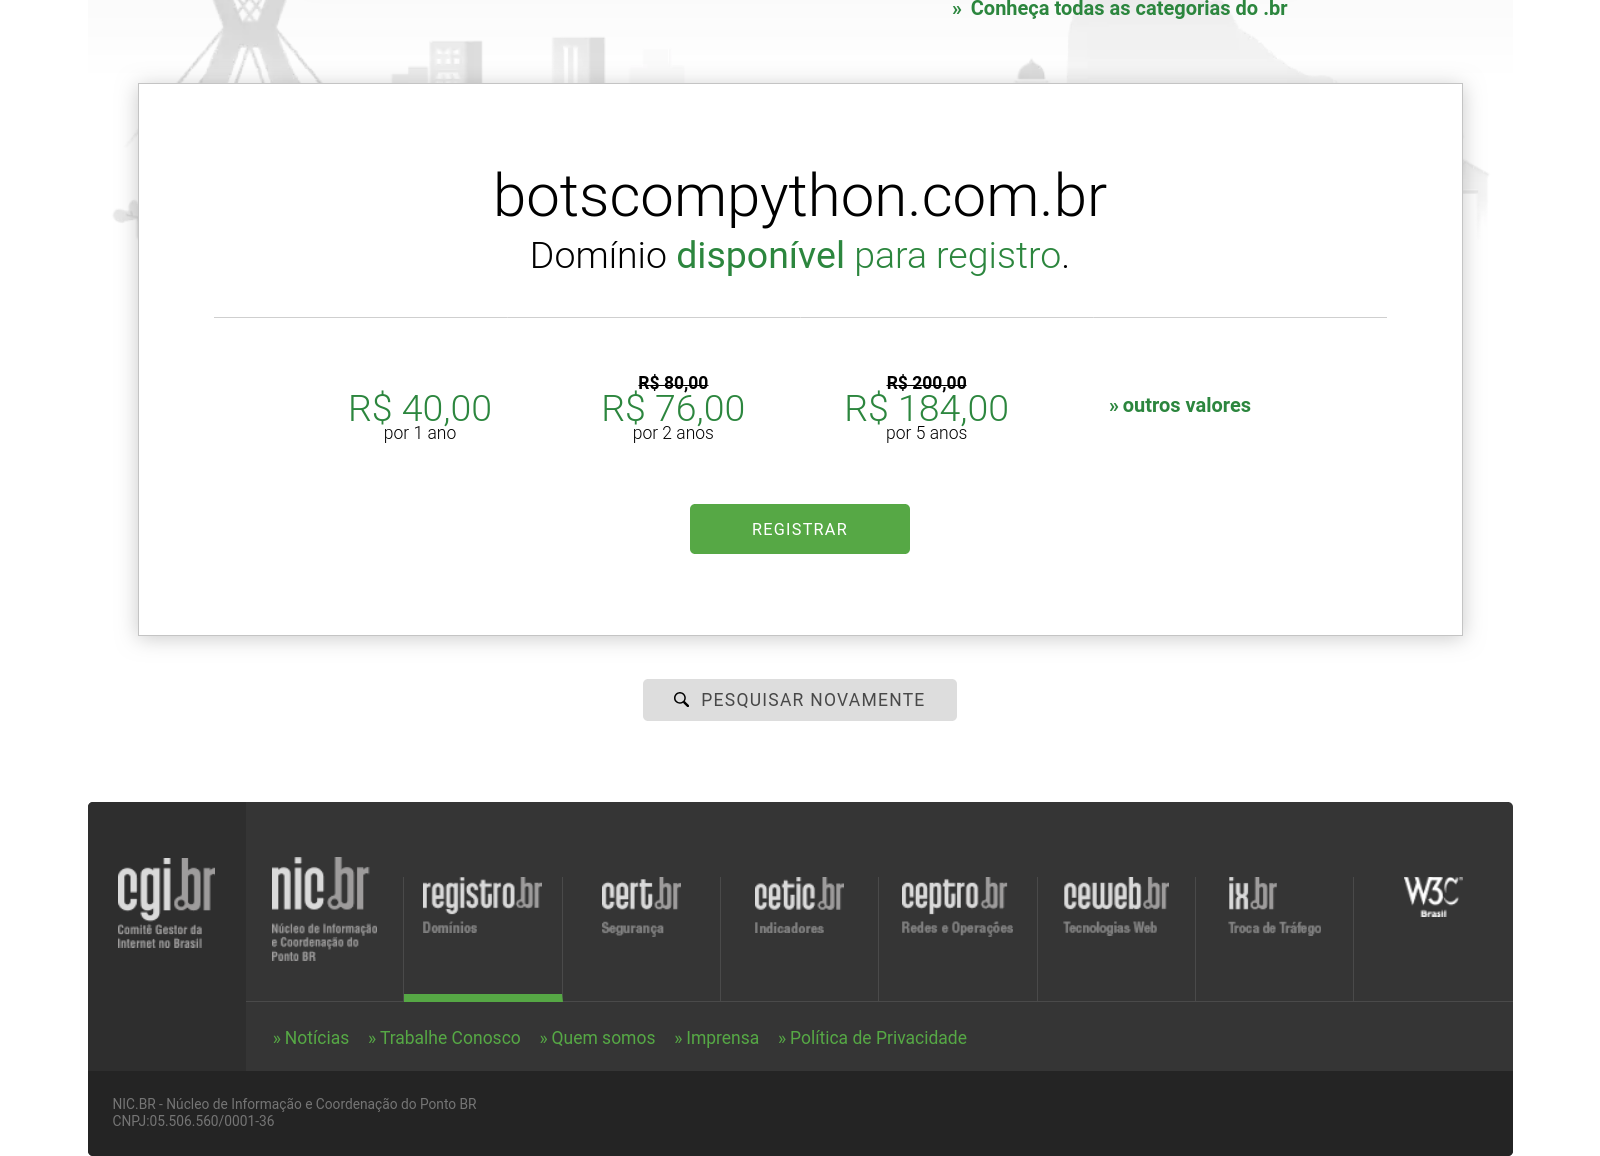 » Conheça todas as categorias do .br
botscompython.com.br
Domínio disponível para registro.
R$ 40,00
por 1 ano
R$ 80,00
R$ 76,00
por 2 anos
R$ 200,00
R$ 184,00
por 5 anos
» outros valores
REGISTRAR
PESQUISAR NOVAMENTE
cgi.br
Comitê Gestor da
Internet no Brasil
nic.br
Núcleo de Informação
e Coordenação do
Ponto BR
registro.br
Domínios
cert.br
Segurança
cetic.br
Indicadores
ceptro.br
Redes e Operações
ceweb.br
Tecnologias Web
ix.br
Troca de Tráfego
W3C
Brasil
» Notícias » Trabalhe Conosco » Quem somos » Imprensa » Política de Privacidade
NIC.BR - Núcleo de Informação e Coordenação do Ponto BR
CNPJ:05.506.560/0001-36